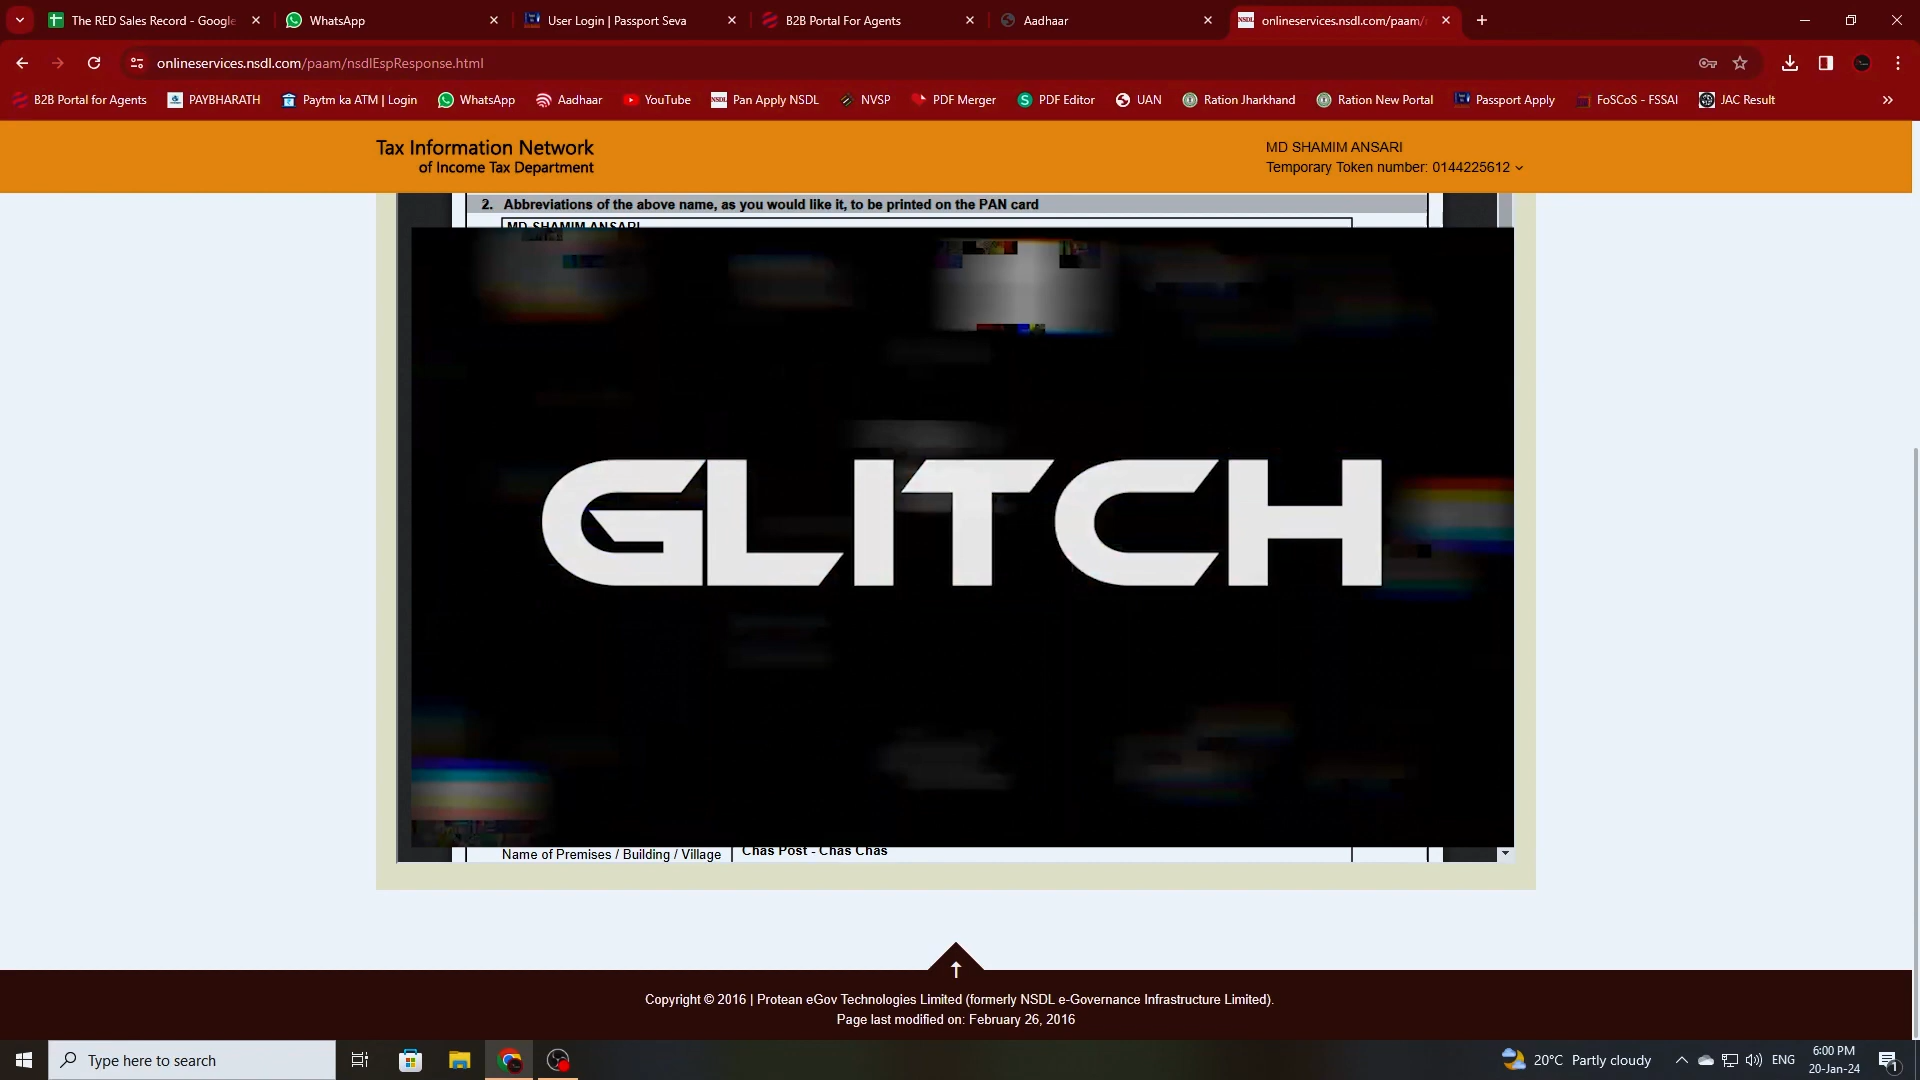 The RED Sales Record - Google
WhatsApp
User Login | Passport Seva
B2B Portal For Agents
Aadhaar
onlineservices.nsdl.com/paam/
onlineservices.nsdl.com/paam/nsdlEspResponse.html
B2B Portal for Agents
PAYBHARATH
Paytm ka ATM | Login
WhatsApp
Aadhaar
YouTube
Pan Apply NSDL
NVSP
PDF Merger
PDF Editor
UAN
Ration Jharkhand
Ration New Portal
Passport Apply
FoSCoS - FSSAI
JAC Result
Tax Information Network
of Income Tax Department
MD SHAMIM ANSARI
Temporary Token number: 0144225612
2. Abbreviations of the above name, as you would like it, to be printed on the PAN card
MD SHAMIM ANSARI
GLITCH
Name of Premises / Building / Village
Chas Post - Chas Chas
Copyright © 2016 | Protean eGov Technologies Limited (formerly NSDL e-Governance Infrastructure Limited).
Page last modified on: February 26, 2016
Type here to search
20°C Partly cloudy
ENG
6:00 PM
20-Jan-24
1